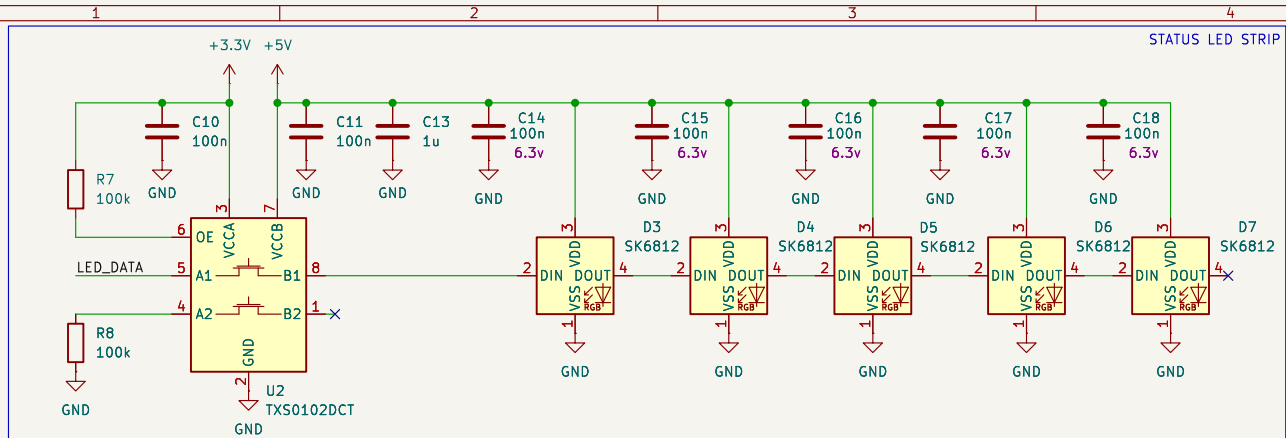 1 2 3 4
STATUS LED STRIP
+3.3V +5V
C10
100n
GND
C11
100n
GND
C13
1u
GND
C14
100n
6.3v
GND
C15
100n
6.3v
GND
C16
100n
6.3v
GND
C17
100n
6.3v
GND
C18
100n
6.3v
GND
R7
100k
LED_DATA
R8
100k
GND
3 7
VCCA VCCB
6 OE
5 A1 B1 8
4 A2 B2 1
GND
2
U2
TXS0102DCT
GND
D3
SK6812
3
VDD
2 DIN DOUT 4
VSS RGB
1
GND
D4
SK6812
3
VDD
2 DIN DOUT 4
VSS RGB
1
GND
D5
SK6812
3
VDD
2 DIN DOUT 4
VSS RGB
1
GND
D6
SK6812
3
VDD
2 DIN DOUT 4
VSS RGB
1
GND
D7
SK6812
3
VDD
2 DIN DOUT 4
VSS RGB
1
GND